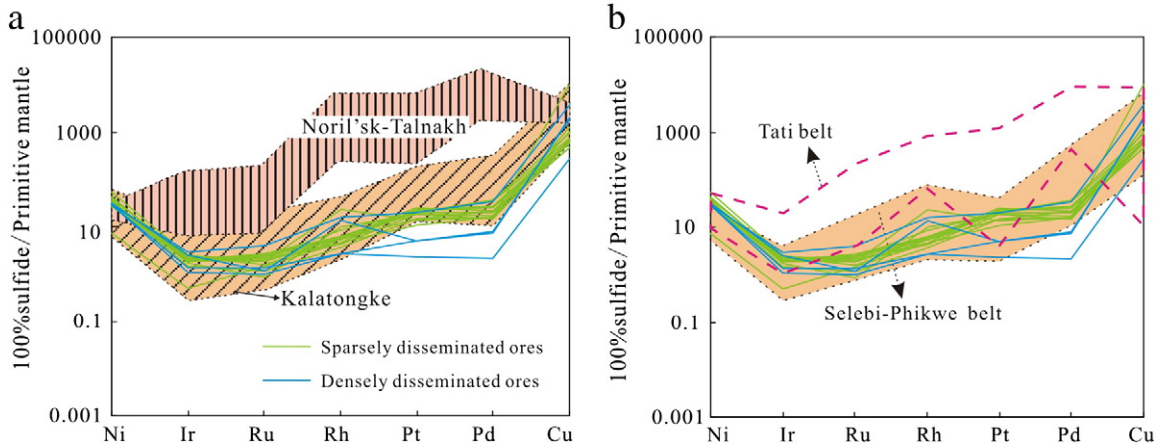 a
100000
1000
10
0.1
0.001
100%sulfide/ Primitive mantle
Noril'sk-Talnakh
Kalatongke
Sparsely disseminated ores
Densely disseminated ores
Ni Ir Ru Rh Pt Pd Cu
b
100000
1000
10
0.1
0.001
100%sulfide/ Primitive mantle
Tati belt
Selebi-Phikwe belt
Ni Ir Ru Rh Pt Pd Cu